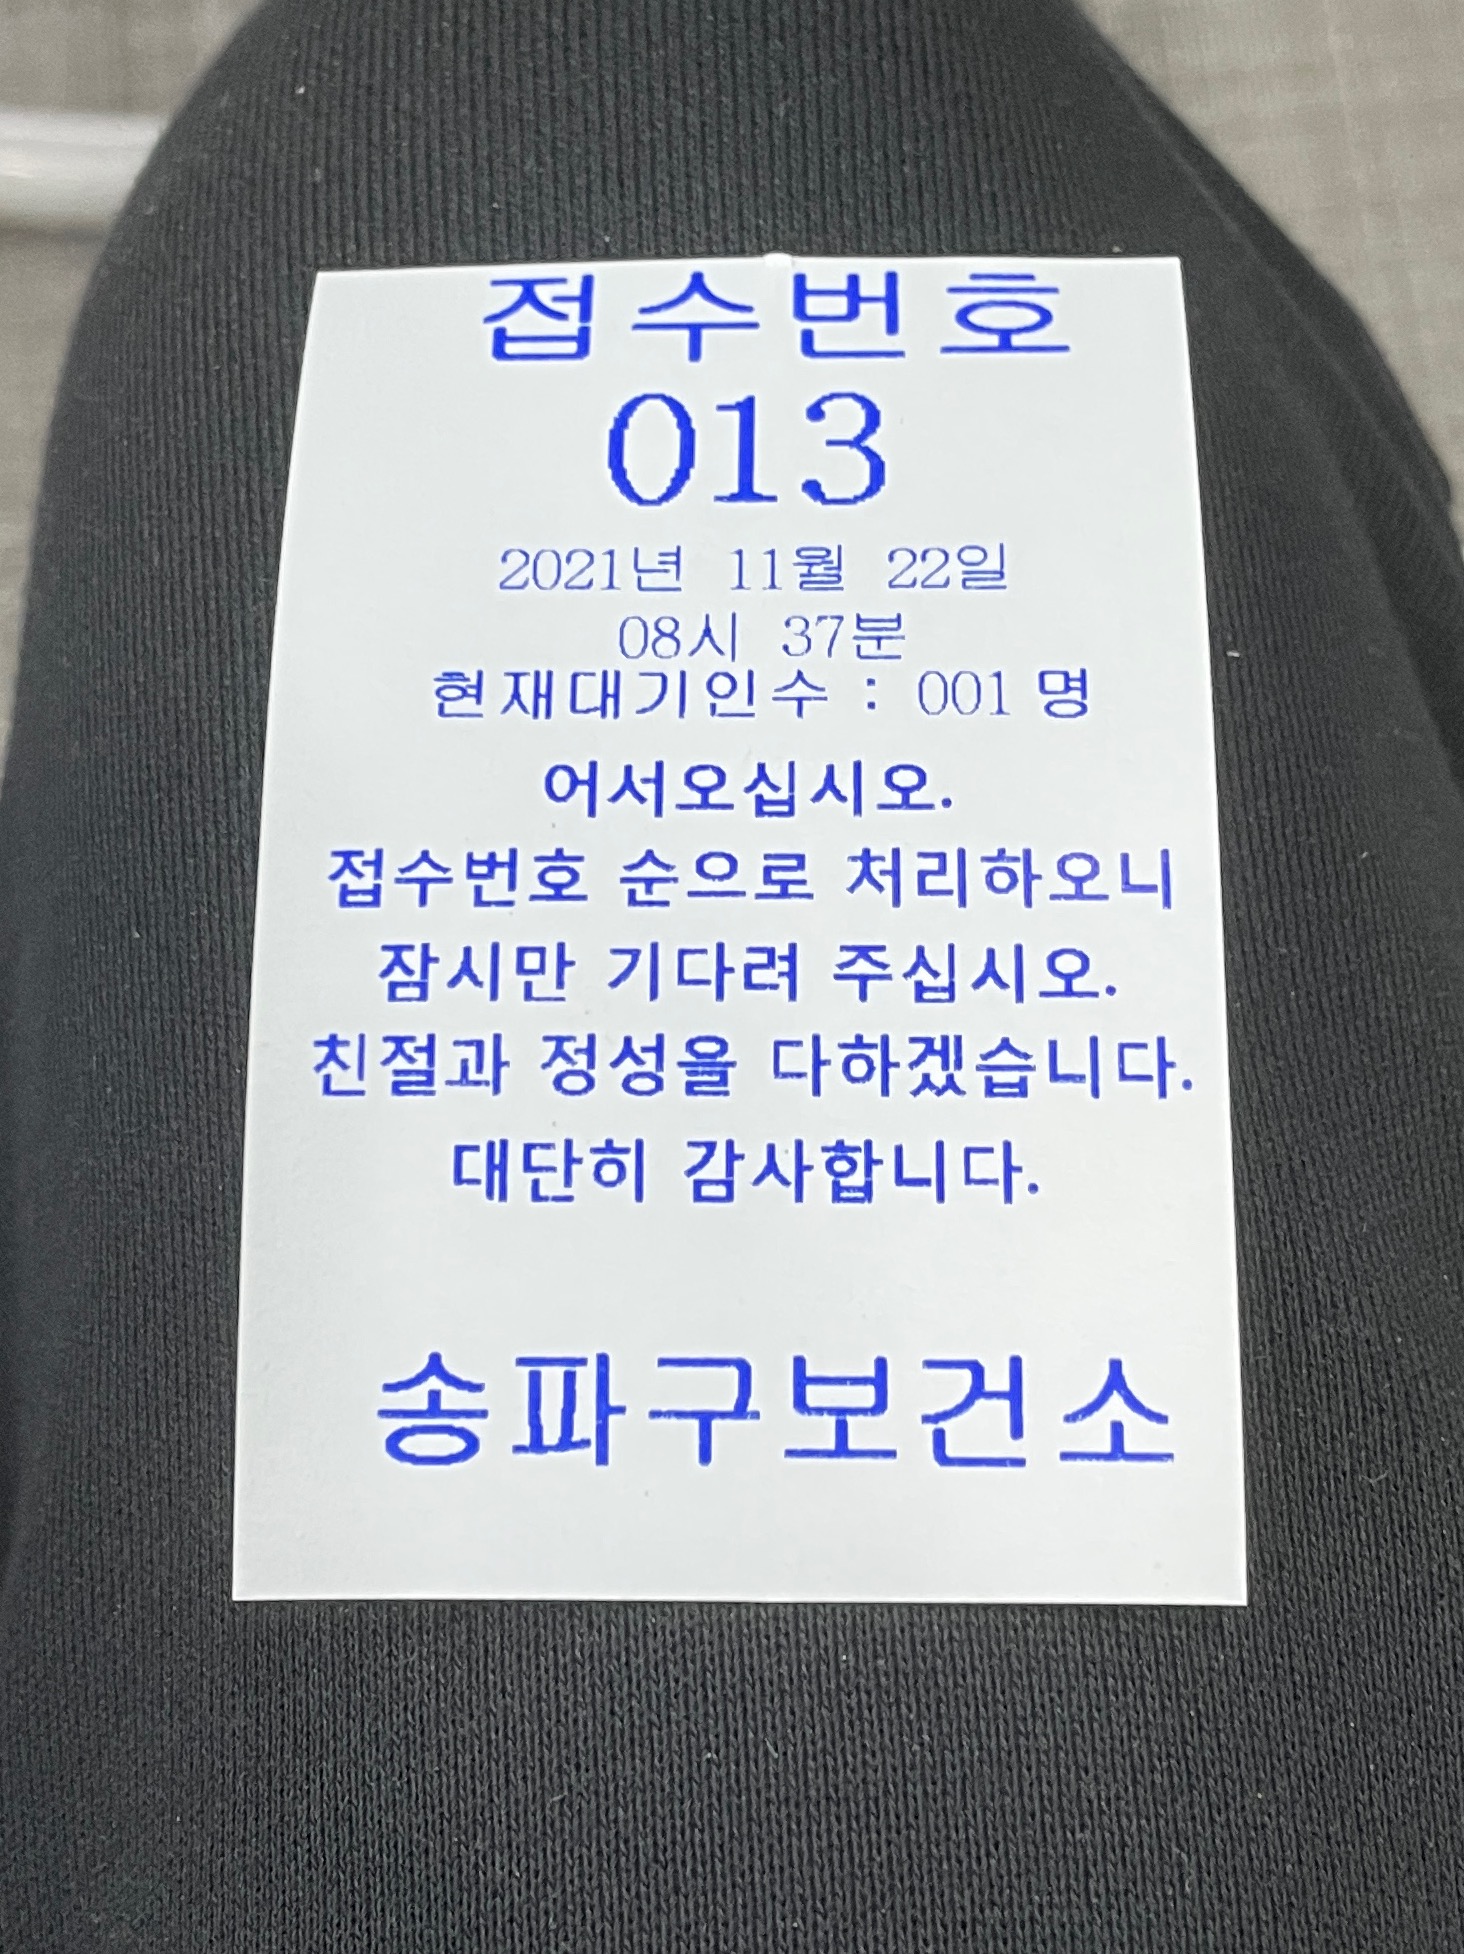 접수번호
013
2021년 11월 22일
08시 37분
현재대기인수 : 001 명
어서오십시오.
접수번호 순으로 처리하오니
잠시만 기다려 주십시오.
친절과 정성을 다하겠습니다.
대단히 감사합니다.
송파구보건소